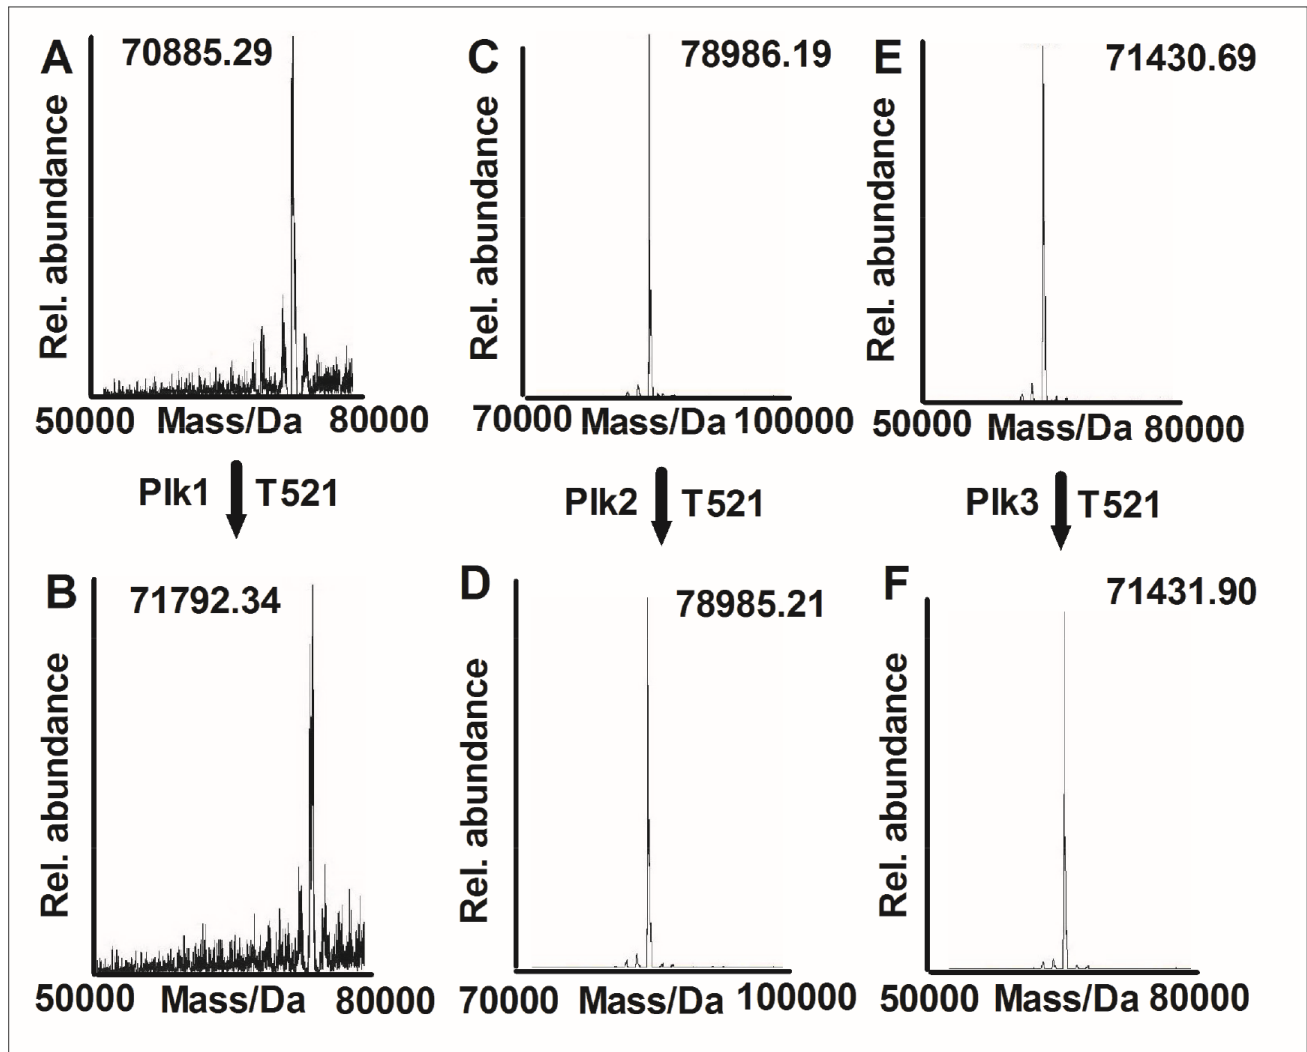 A 70885.29
Rel. abundance
50000 Mass/Da 80000
C 78986.19
Rel. abundance
70000 Mass/Da 100000
E 71430.69
Rel. abundance
50000 Mass/Da 80000
Plk1 T521
Plk2 T521
Plk3 T521
B 71792.34
Rel. abundance
50000 Mass/Da 80000
D 78985.21
Rel. abundance
70000 Mass/Da 100000
F 71431.90
Rel. abundance
50000 Mass/Da 80000